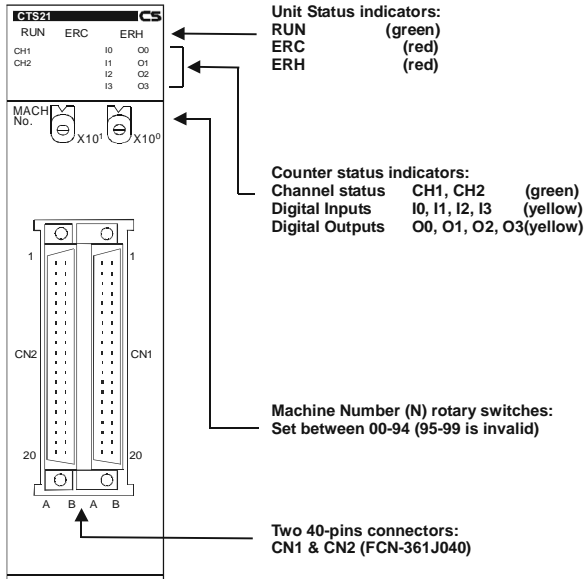 CTS21 CS
RUN ERC ERH
CH1 I0 O0
CH2 I1 O1
I2 O2
I3 O3
MACH
No.
X10¹ X10⁰
1 1
CN2 CN1
20 20
A B A B
Unit Status indicators:
RUN (green)
ERC (red)
ERH (red)
Counter status indicators:
Channel status CH1, CH2 (green)
Digital Inputs I0, I1, I2, I3 (yellow)
Digital Outputs O0, O1, O2, O3(yellow)
Machine Number (N) rotary switches:
Set between 00-94 (95-99 is invalid)
Two 40-pins connectors:
CN1 & CN2 (FCN-361J040)